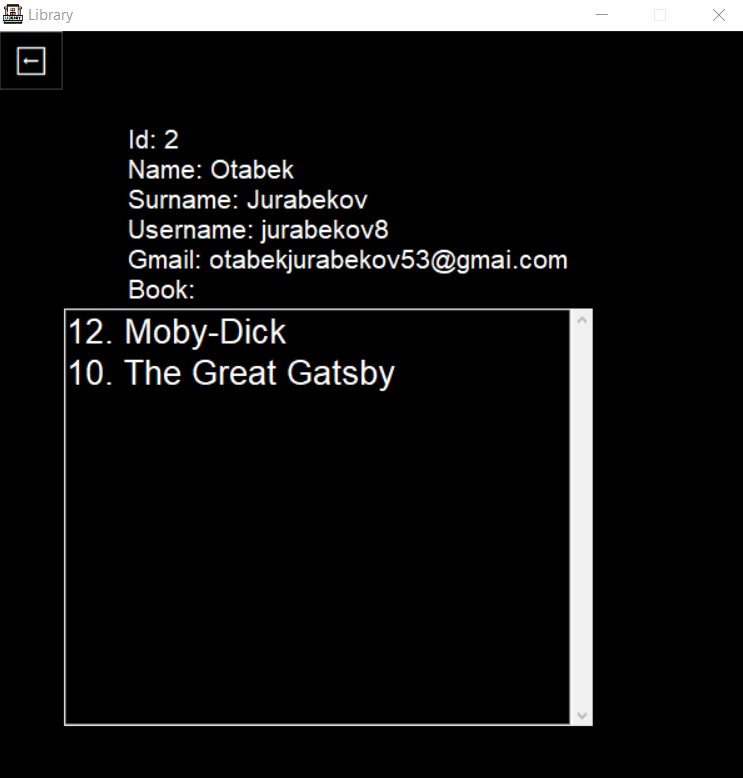 Library
Id: 2
Name: Otabek
Surname: Jurabekov
Username: jurabekov8
Gmail: otabekjurabekov53@gmai.com
Book:
12. Moby-Dick
10. The Great Gatsby